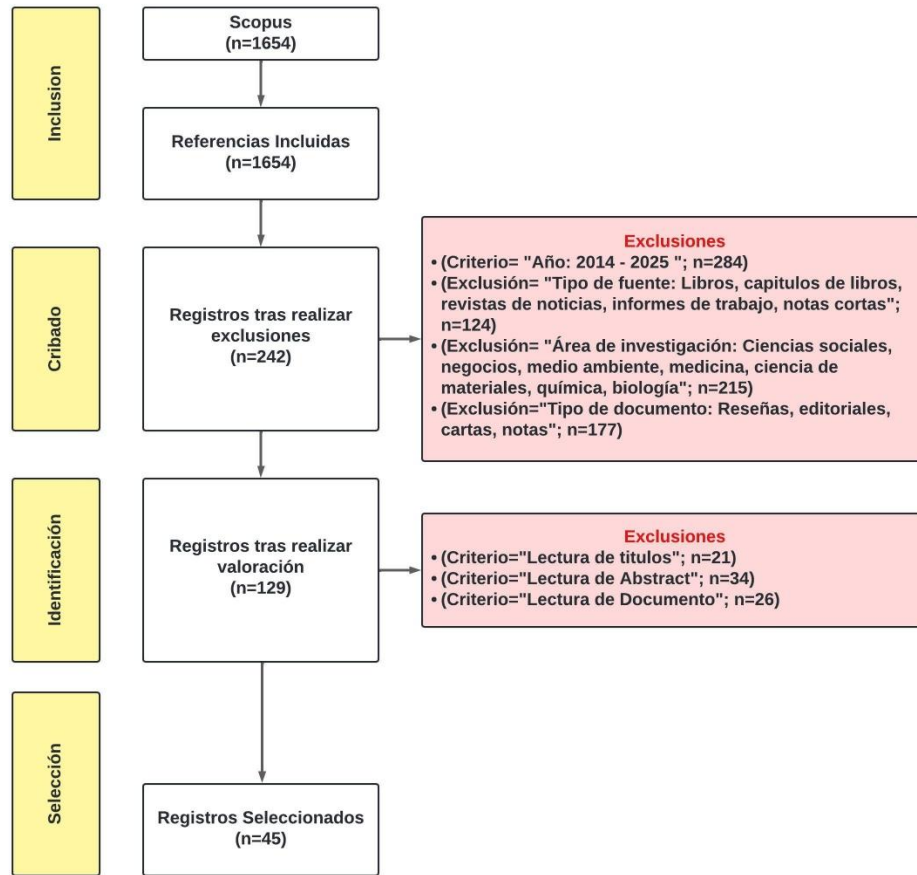 Inclusion
Scopus
(n=1654)
Referencias Incluidas
(n=1654)
Cribado
Registros tras realizar
exclusiones
(n=242)
Exclusiones
• (Criterio= "Año: 2014 - 2025 "; n=284)
• (Exclusión= "Tipo de fuente: Libros, capitulos de libros,
revistas de noticias, informes de trabajo, notas cortas";
n=124)
• (Exclusión= "Área de investigación: Ciencias sociales,
negocios, medio ambiente, medicina, ciencia de
materiales, química, biología"; n=215)
• (Exclusión="Tipo de documento: Reseñas, editoriales,
cartas, notas"; n=177)
Identificación
Registros tras realizar
valoración
(n=129)
Exclusiones
• (Criterio="Lectura de titulos"; n=21)
• (Criterio="Lectura de Abstract"; n=34)
• (Criterio="Lectura de Documento"; n=26)
Selección
Registros Seleccionados
(n=45)